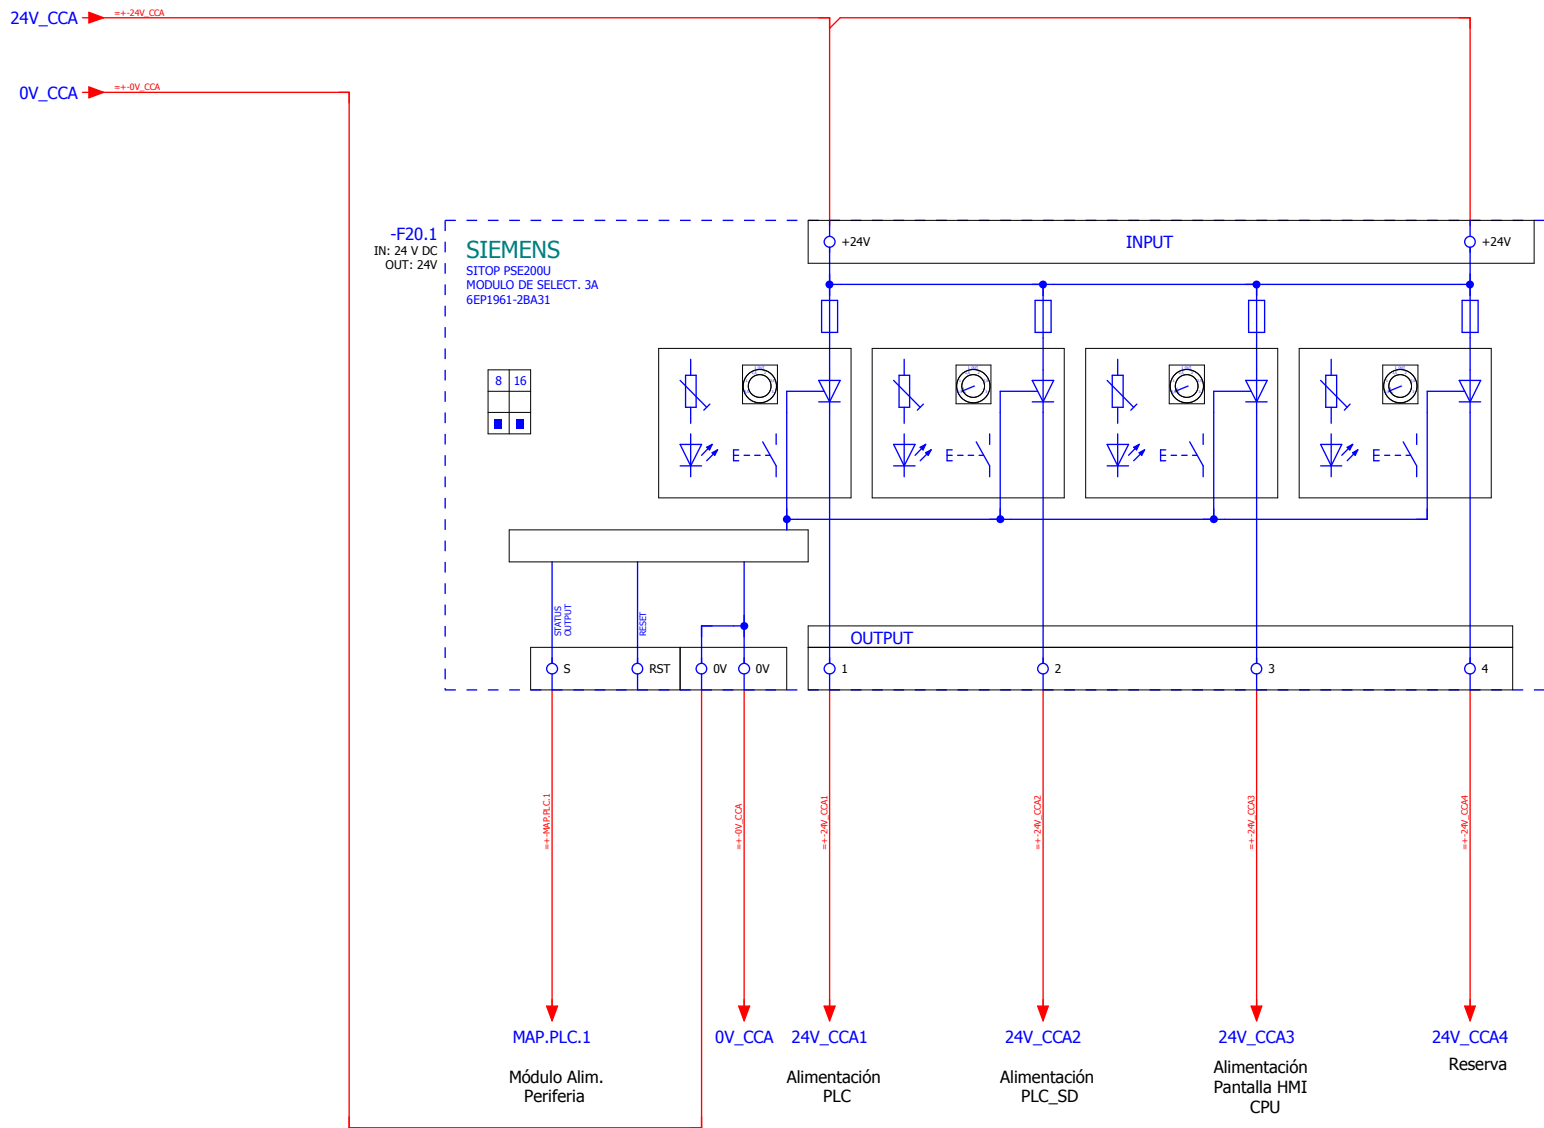 24V_CCA
=+-24V_CCA
0V_CCA
=+-0V_CCA
-F20.1
IN: 24 V DC
OUT: 24V
SIEMENS
SITOP PSE200U
MODULO DE SELECT. 3A
6EP1961-2BA31
+24V
INPUT
+24V
8 16
E
E
E
E
STATUS
OUTPUT
RESET
OUTPUT
S
RST
0V
0V
1
2
3
4
=+-MAP.PLC.1
=+-0V_CCA
=+-24V_CCA1
=+-24V_CCA2
=+-24V_CCA3
=+-24V_CCA4
MAP.PLC.1
0V_CCA
24V_CCA1
24V_CCA2
24V_CCA3
24V_CCA4
Módulo Alim.
Periferia
Alimentación
PLC
Alimentación
PLC_SD
Alimentación
Pantalla HMI
CPU
Reserva